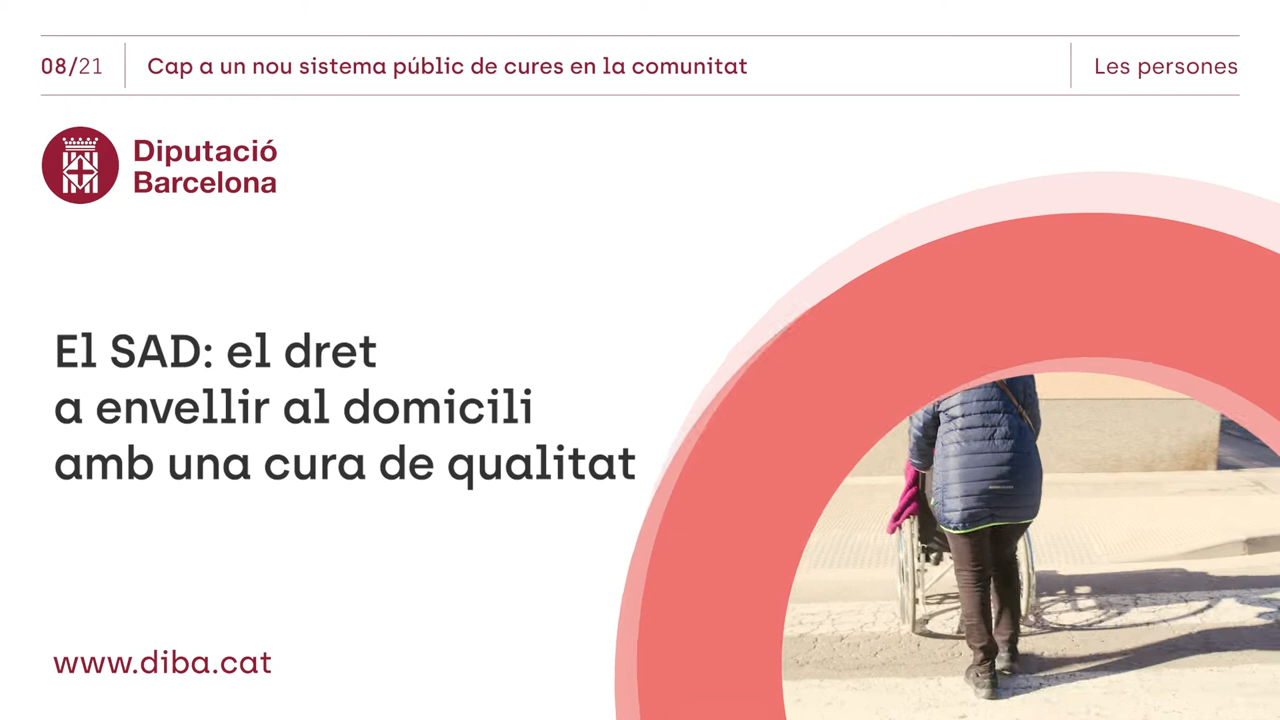 08/21
Cap a un nou sistema públic de cures en la comunitat
Les persones
Diputació
Barcelona
El SAD: el dret
a envellir al domicili
amb una cura de qualitat
www.diba.cat